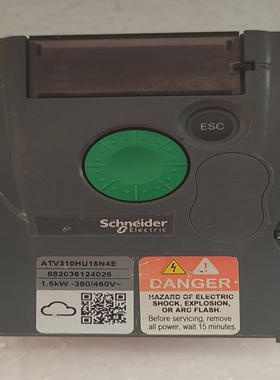 ESC
Schneider
Electric
ATV310HU15N4E
882036124026
1.5kW -380/460V~
DANGER
HAZARD OF ELECTRIC
SHOCK, EXPLOSION,
OR ARC FLASH.
Before servicing, remove
all power, wait 15 minutes.